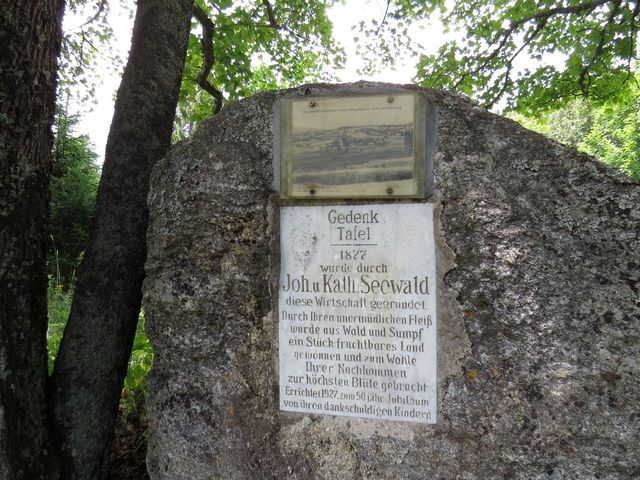 Gedenk
Tafel
1877
wurde durch
Joh. u. Kath. Seewald
diese Wirtschaft gegründet.
Durch Ihren unermüdlichen Fleiß
wurde aus Wald und Sumpf
ein Stück fruchtbares Land
gewonnen und zum Wohle
Ihrer Nachkommen
zur höchsten Blüte gebracht
Errichtet 1927, zum 50 jähr. Jubiläum
von ihren dankschuldigen Kindern